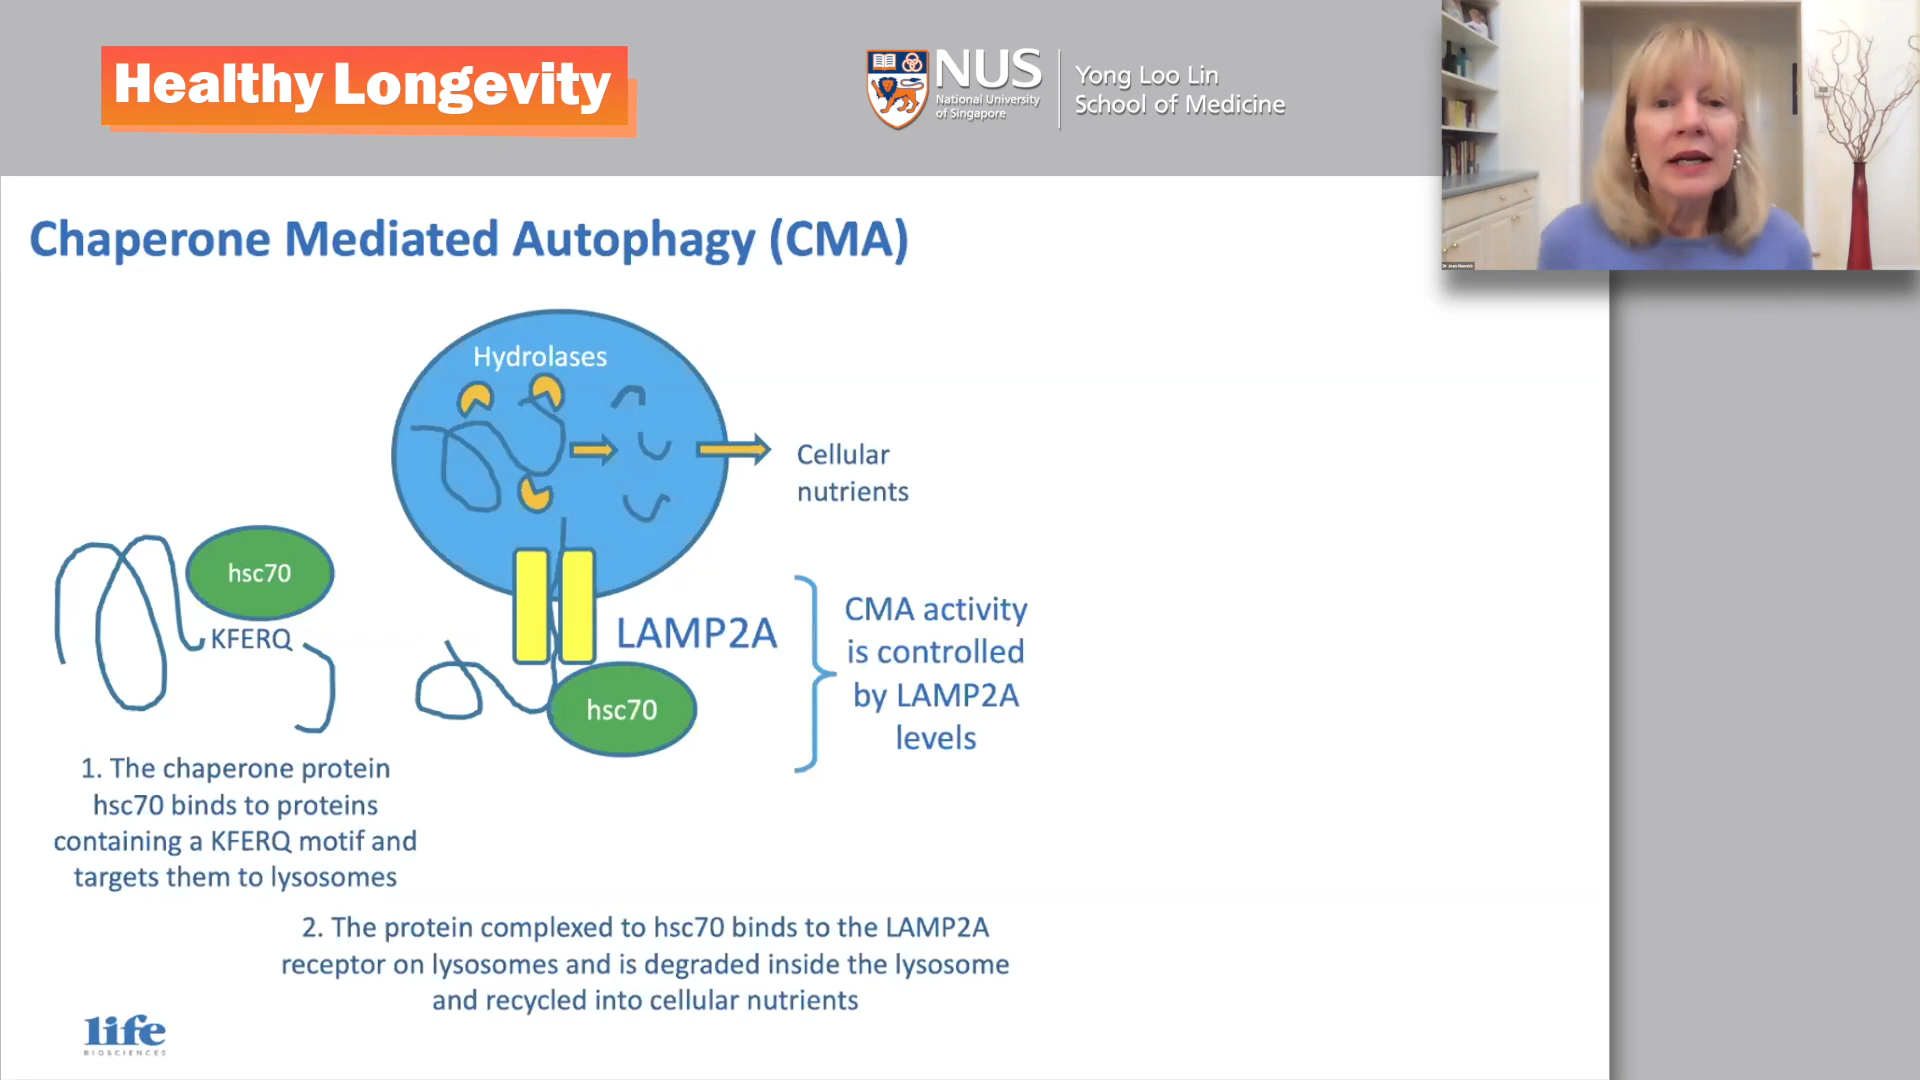 Healthy Longevity
NUS
National University
of Singapore
Yong Loo Lin
School of Medicine
Dr Joan Mannick
Chaperone Mediated Autophagy (CMA)
Hydrolases
Cellular
nutrients
hsc70
KFERQ
LAMP2A
hsc70
CMA activity
is controlled
by LAMP2A
levels
1. The chaperone protein
hsc70 binds to proteins
containing a KFERQ motif and
targets them to lysosomes
2. The protein complexed to hsc70 binds to the LAMP2A
receptor on lysosomes and is degraded inside the lysosome
and recycled into cellular nutrients
life
BIOSCIENCES